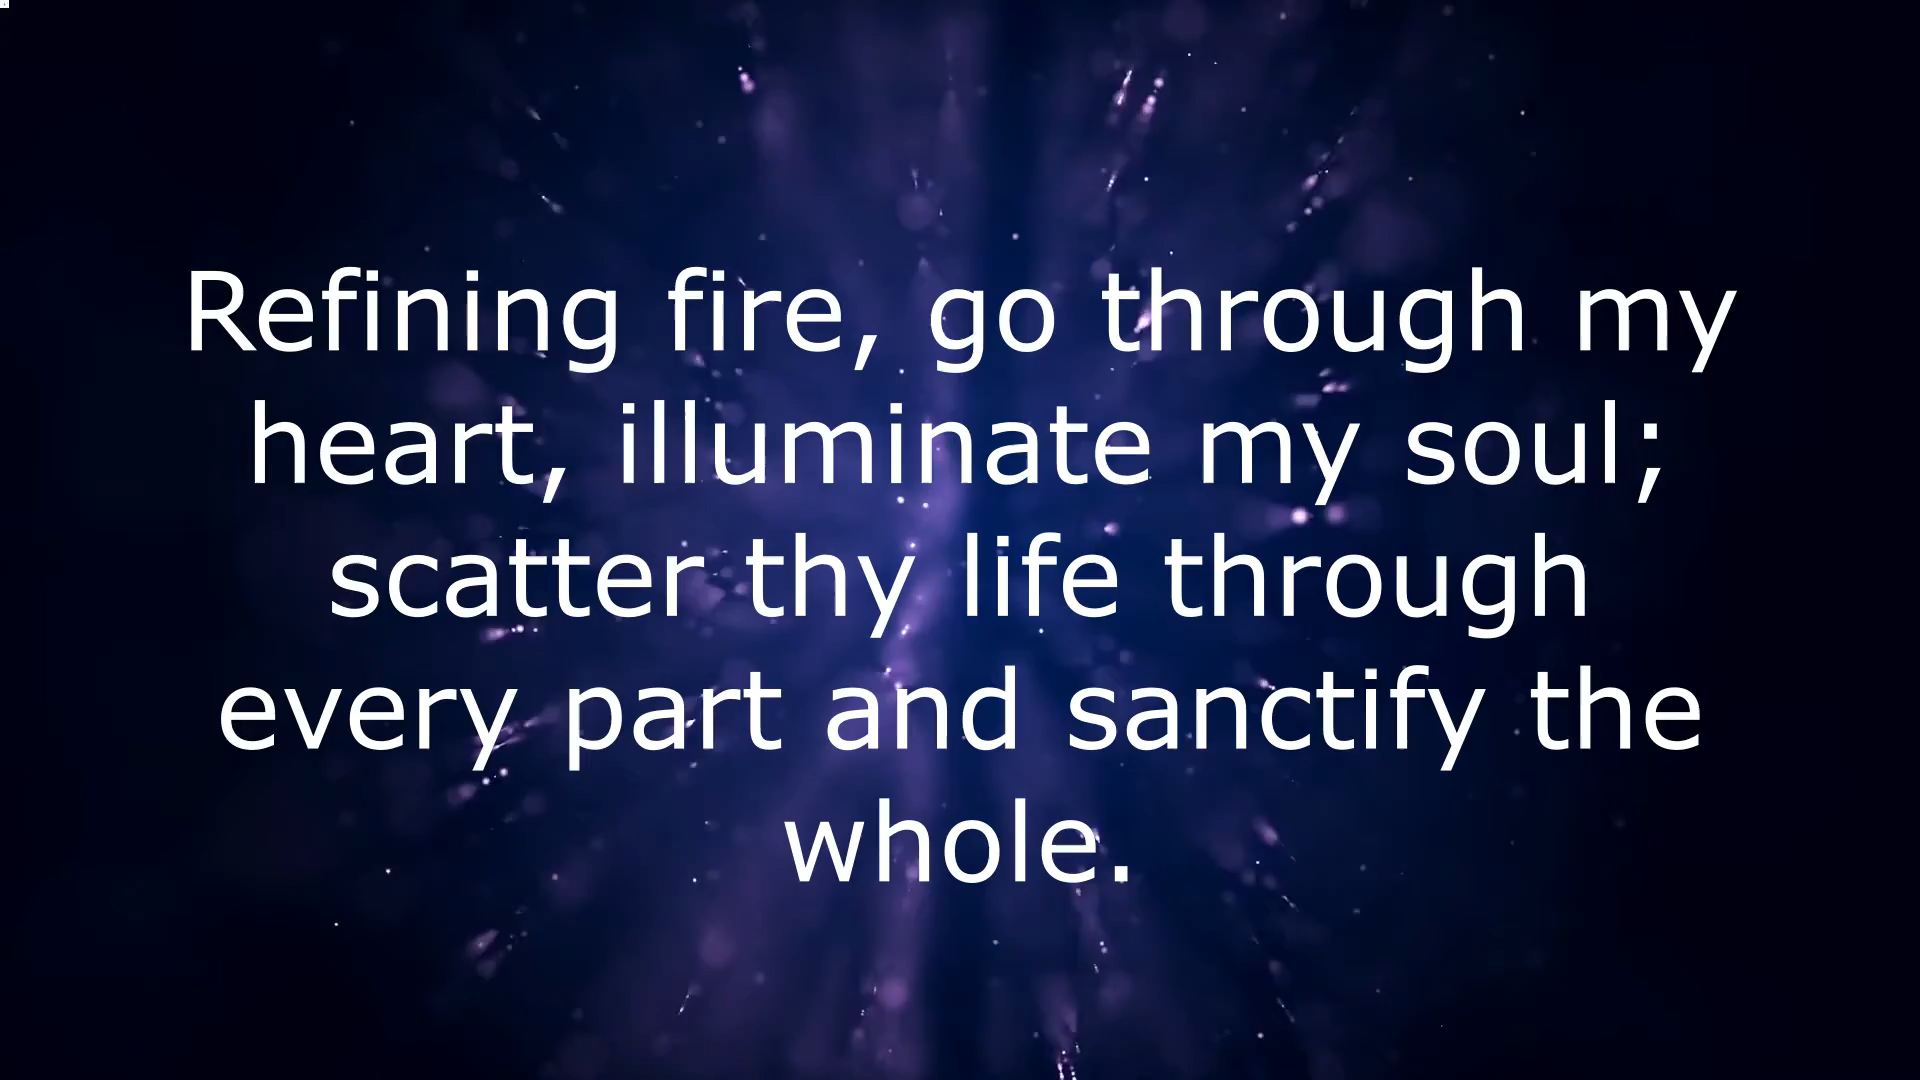 Refining fire, go through my
heart, illuminate my soul;
scatter thy life through
every part and sanctify the
whole.